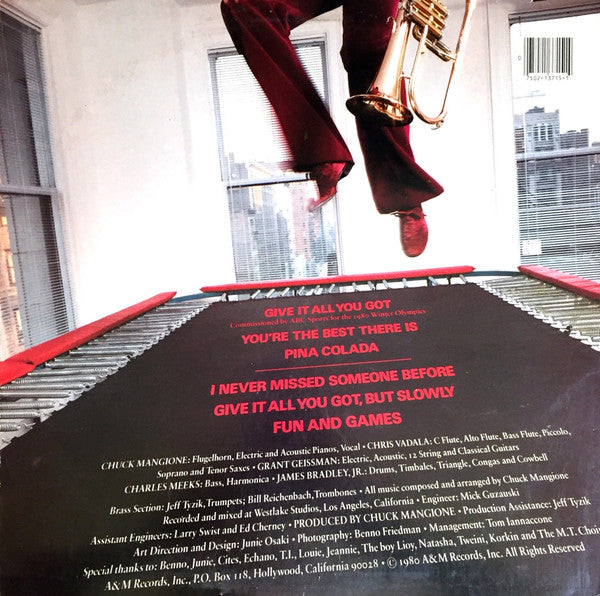 0
7502-13715-1
GIVE IT ALL YOU GOT
Commissioned by ABC Sports for the 1980 Winter Olympics
YOU'RE THE BEST THERE IS
PINA COLADA
I NEVER MISSED SOMEONE BEFORE
GIVE IT ALL YOU GOT, BUT SLOWLY
FUN AND GAMES
CHUCK MANGIONE: Flugelhorn, Electric and Acoustic Pianos, Vocal • CHRIS VADALA: C Flute, Alto Flute, Bass Flute, Piccolo,
Soprano and Tenor Saxes • GRANT GEISSMAN: Electric, Acoustic, 12 String and Classical Guitars
CHARLES MEEKS: Bass, Harmonica • JAMES BRADLEY, JR.: Drums, Timbales, Triangle, Congas and Cowbell
Brass Section: Jeff Tyzik, Trumpets; Bill Reichenbach, Trombones • All music composed and arranged by Chuck Mangione
Recorded and mixed at Westlake Studios, Los Angeles, California • Engineer: Mick Guzauski
Assistant Engineers: Larry Swist and Ed Cherney • PRODUCED BY CHUCK MANGIONE • Production Assistance: Jeff Tyzik
Art Direction and Design: Junie Osaki • Photography: Benno Friedman • Management: Tom Iannaccone
Special thanks to: Benno, Junie, Cites, Echano, T.I., Louie, Jeannie, The boy Lioy, Natasha, Tweini, Korkin and The M.T. Choir
A&M Records, Inc., P.O. Box 118, Hollywood, California 90028 • © 1980 A&M Records, Inc. All Rights Reserved